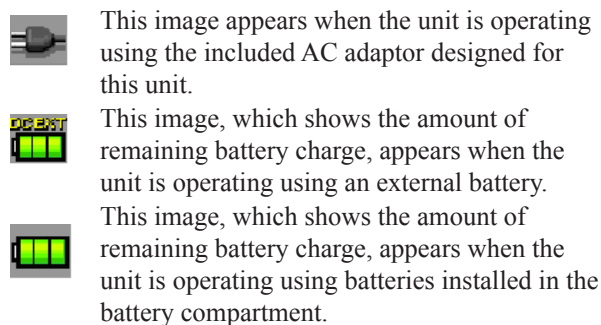 This image appears when the unit is operating
using the included AC adaptor designed for
this unit.
DC EXT
This image, which shows the amount of
remaining battery charge, appears when the
unit is operating using an external battery.
This image, which shows the amount of
remaining battery charge, appears when the
unit is operating using batteries installed in the
battery compartment.